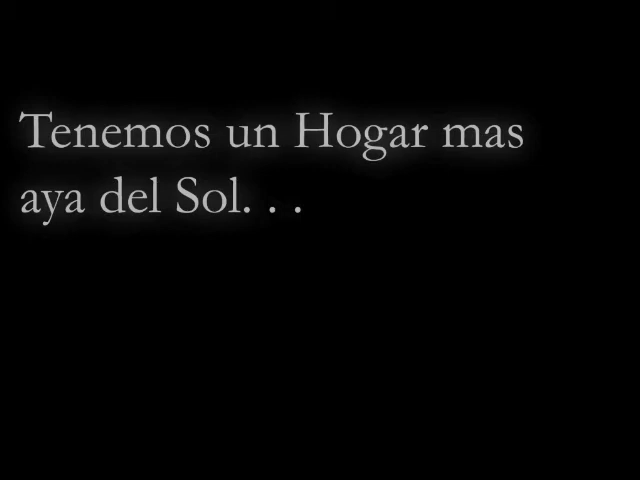 Tenemos un Hogar mas
aya del Sol. . .